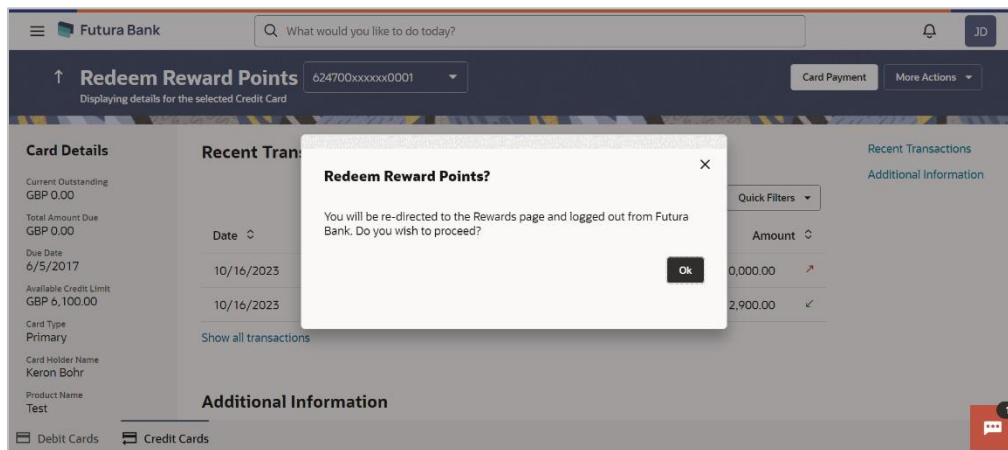 Futura Bank
What would you like to do today?
JD
Redeem Reward Points
624700xxxxxx0001
Displaying details for the selected Credit Card
Card Payment
More Actions
Card Details
Current Outstanding
GBP 0.00
Total Amount Due
GBP 0.00
Due Date
6/5/2017
Available Credit Limit
GBP 6,100.00
Card Type
Primary
Card Holder Name
Keron Bohr
Product Name
Test
Recent
Redeem Reward Points?
You will be re-directed to the Rewards page and logged out from Futura
Bank. Do you wish to proceed?
Ok
Quick Filters
Date
Amount
10/16/2023
0,000.00
10/16/2023
2,900.00
Show all transactions
Additional Information
Recent Transactions
Additional Information
Debit Cards
Credit Cards